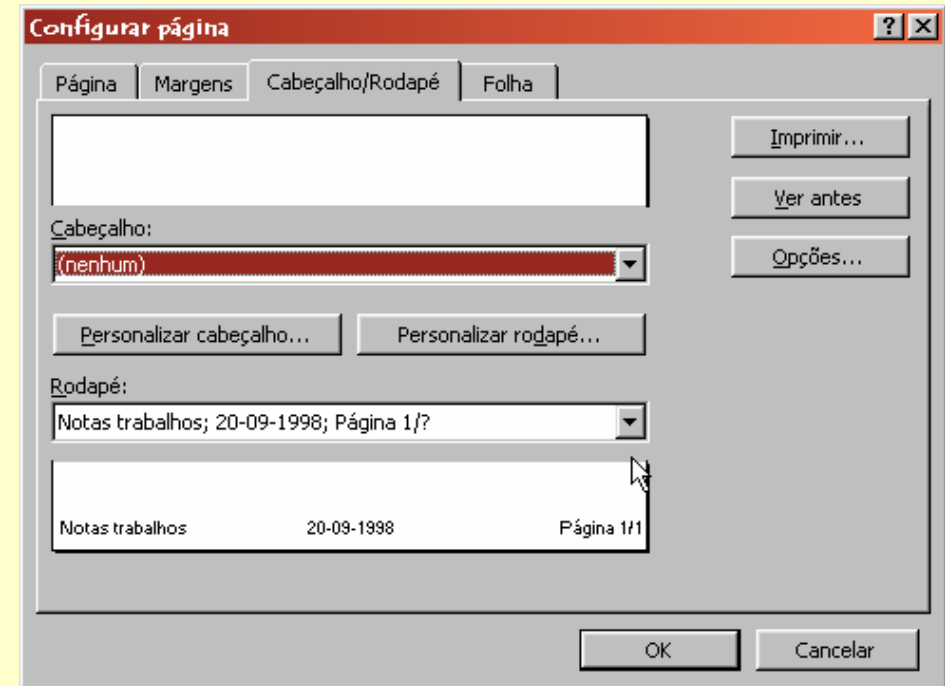 Configurar página
Página Margens Cabeçalho/Rodapé Folha
Imprimir...
Ver antes
Cabeçalho:
(nenhum)
Opções...
Personalizar cabeçalho... Personalizar rodapé...
Rodapé:
Notas trabalhos; 20-09-1998; Página 1/?
Notas trabalhos 20-09-1998 Página 1/1
OK Cancelar